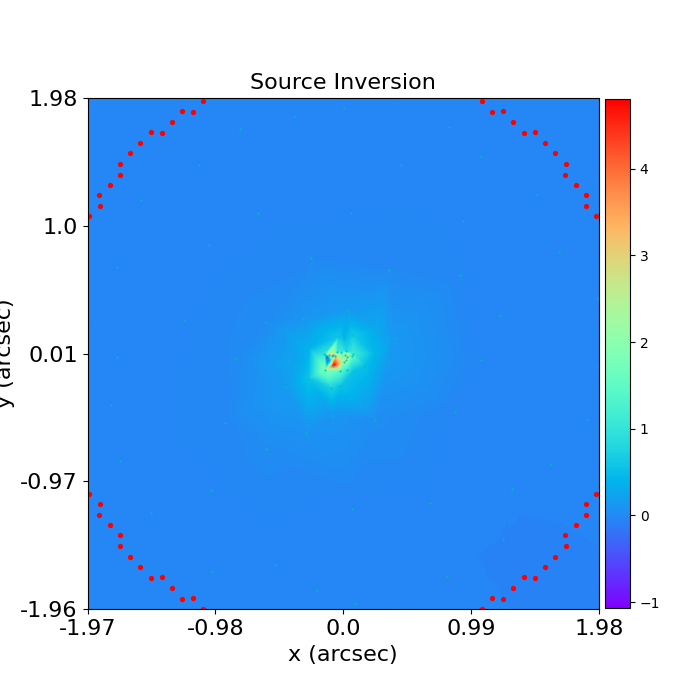 Source Inversion
1.98
1.0
0.01
-0.97
-1.96
y (arcsec)
-1.97 -0.98 0.0 0.99 1.98
x (arcsec)
4
3
2
1
0
−1